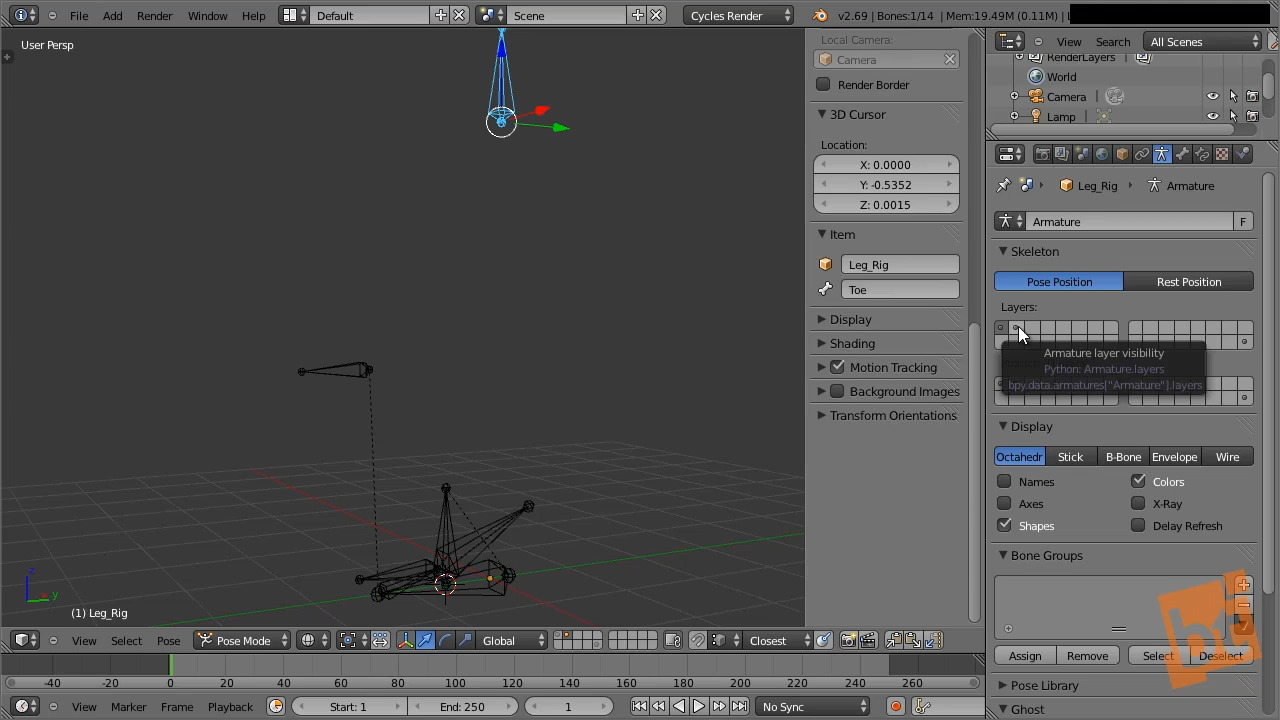 File Add Render Window Help Default Scene Cycles Render v2.69 | Bones:1/14 | Mem:19.49M (0.11M) |
User Persp
Local Camera:
Camera
Render Border
3D Cursor
Location:
X: 0.0000
Y: -0.5352
Z: 0.0015
Item
Leg_Rig
Toe
Display
Shading
Motion Tracking
Background Images
Transform Orientations
View Search All Scenes
RenderLayers
World
Camera
Lamp
Leg_Rig Armature
Armature F
Skeleton
Pose Position Rest Position
Layers:
Armature layer visibility
Python: Armature.layers
bpy.data.armatures["Armature"].layers
Display
Octahedr Stick B-Bone Envelope Wire
Names Colors
Axes X-Ray
Shapes Delay Refresh
Bone Groups
Assign Remove Select Deselect
Pose Library
Ghost
z
y
(1) Leg_Rig
View Select Pose Pose Mode Global Closest
-40 -20 0 20 40 60 80 100 120 140 160 180 200 220 240 260
View Marker Frame Playback Start: 1 End: 250 1 No Sync